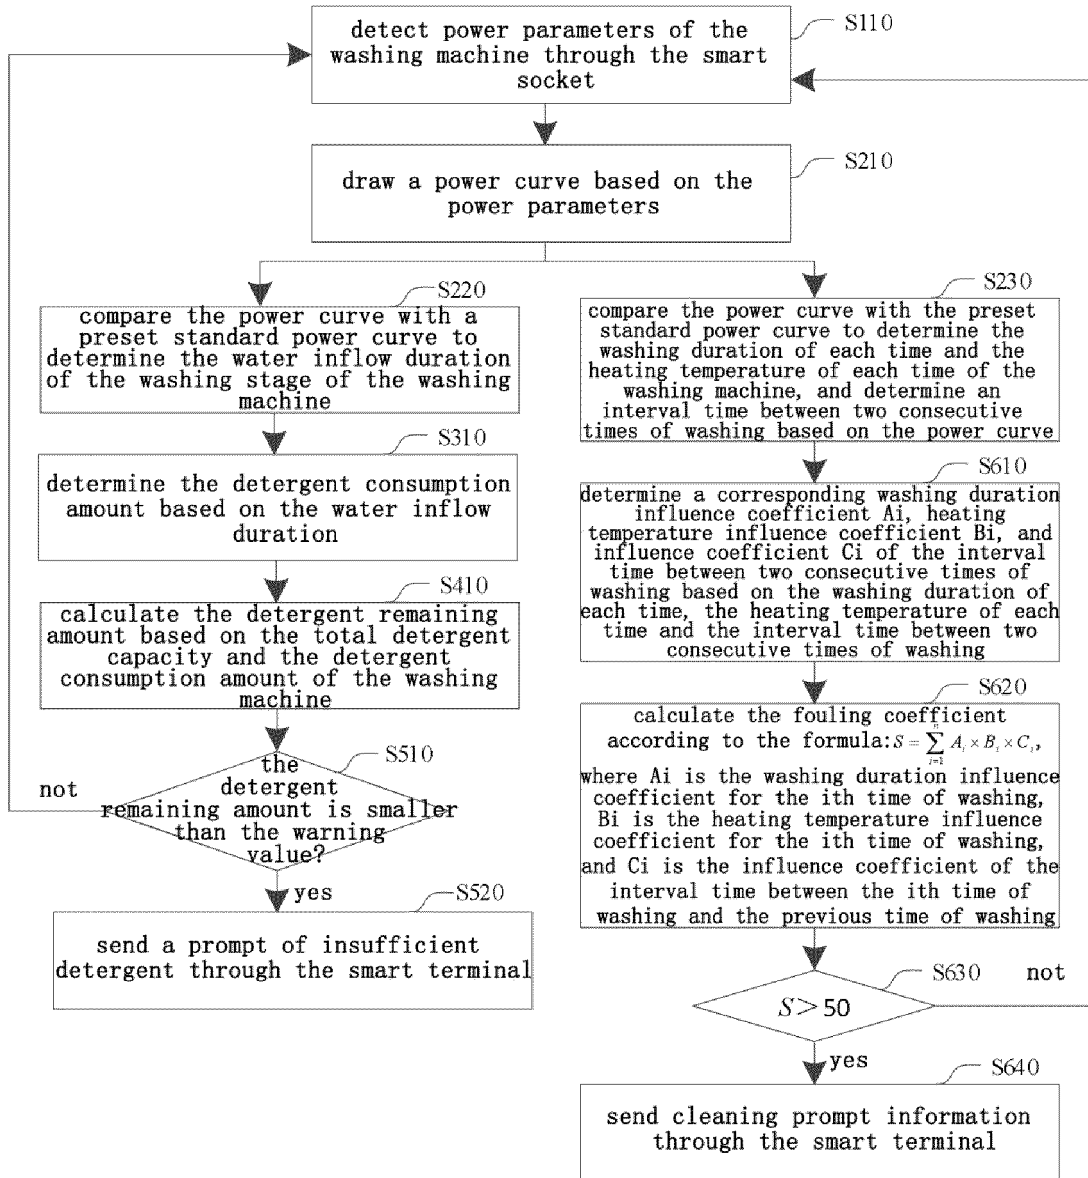 S110
detect power parameters of the
washing machine through the smart
socket
S210
draw a power curve based on the
power parameters
S220
compare the power curve with a
preset standard power curve to
determine the water inflow duration
of the washing stage of the washing
machine
S310
determine the detergent consumption
amount based on the water inflow
duration
S410
calculate the detergent remaining
amount based on the total detergent
capacity and the detergent
consumption amount of the washing
machine
S510
the
detergent
remaining amount is smaller
than the warning
value?
not
yes
S520
send a prompt of insufficient
detergent through the smart terminal
S230
compare the power curve with the preset
standard power curve to determine the
washing duration of each time and the
heating temperature of each time of the
washing machine, and determine an
interval time between two consecutive
times of washing based on the power curve
S610
determine a corresponding washing duration
influence coefficient Ai, heating
temperature influence coefficient Bi, and
influence coefficient Ci of the interval
time between two consecutive times of
washing based on the washing duration of
each time, the heating temperature of each
time and the interval time between two
consecutive times of washing
S620
calculate the fouling coefficient
according to the formula: S = ∑_{i=1}^{n} A_i × B_i × C_i,
where Ai is the washing duration influence
coefficient for the ith time of washing,
Bi is the heating temperature influence
coefficient for the ith time of washing,
and Ci is the influence coefficient of the
interval time between the ith time of
washing and the previous time of washing
S630
not
S＞50
yes
S640
send cleaning prompt information
through the smart terminal